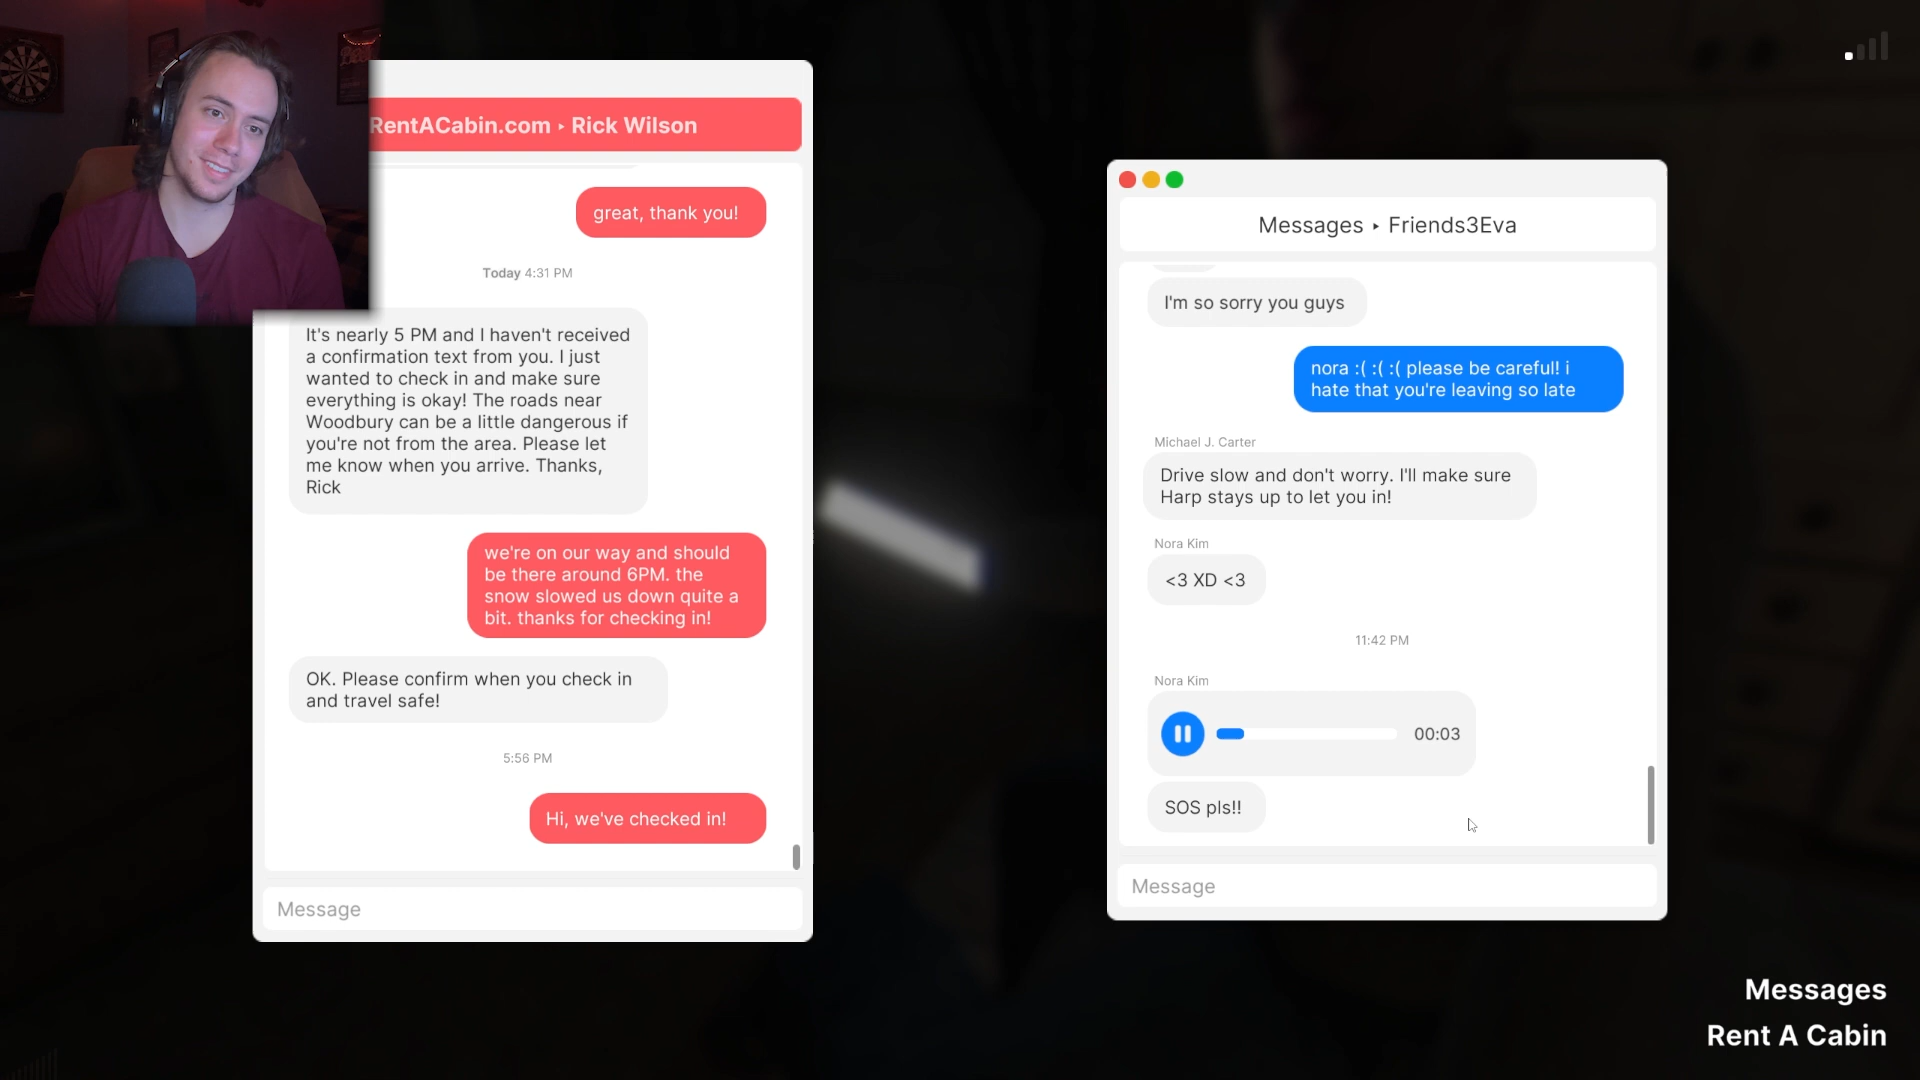 RentACabin.com ▸ Rick Wilson
great, thank you!
Today 4:31 PM
It's nearly 5 PM and I haven't received
a confirmation text from you. I just
wanted to check in and make sure
everything is okay! The roads near
Woodbury can be a little dangerous if
you're not from the area. Please let
me know when you arrive. Thanks,
Rick
we're on our way and should
be there around 6PM. the
snow slowed us down quite a
bit. thanks for checking in!
OK. Please confirm when you check in
and travel safe!
5:56 PM
Hi, we've checked in!
Message
Messages ▸ Friends3Eva
I'm so sorry you guys
nora :( :( :( please be careful! i
hate that you're leaving so late
Michael J. Carter
Drive slow and don't worry. I'll make sure
Harp stays up to let you in!
Nora Kim
<3 XD <3
11:42 PM
Nora Kim
00:03
SOS pls!!
Message
Messages
Rent A Cabin